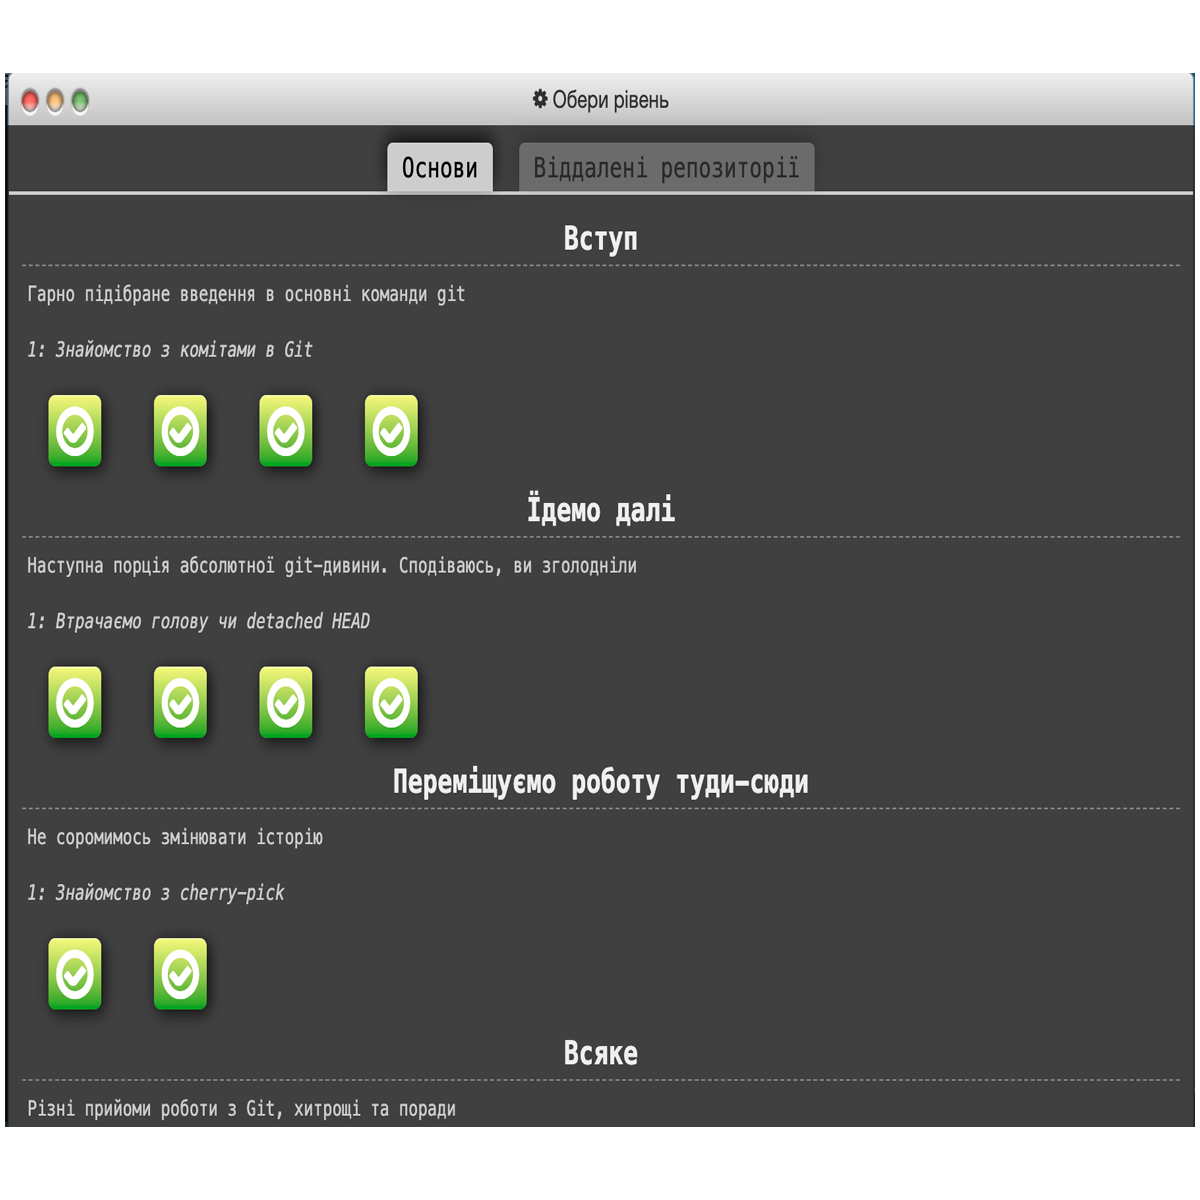 Обери рівень
Основи
Віддалені репозиторії
Вступ
Гарно підібране введення в основні команди git
1: Знайомство з комітами в Git
Їдемо далі
Наступна порція абсолютної git-дивини. Сподіваюсь, ви зголодніли
1: Втрачаємо голову чи detached HEAD
Переміщуємо роботу туди-сюди
Не соромимось змінювати історію
1: Знайомство з cherry-pick
Всяке
Різні прийоми роботи з Git, хитрощі та поради